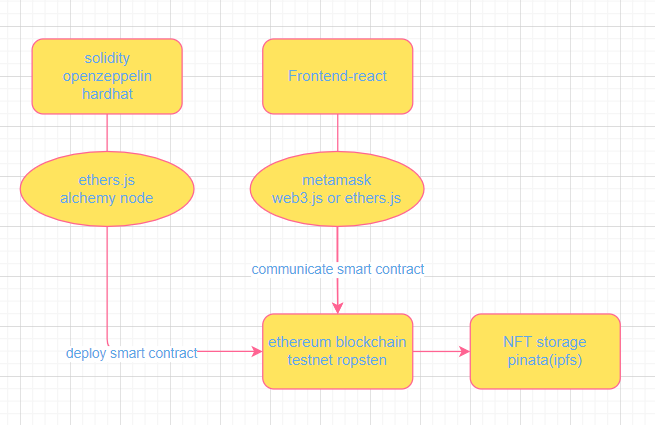 solidity
openzeppelin
hardhat
Frontend-react
ethers.js
alchemy node
metamask
web3.js or ethers.js
communicate smart contract
deploy smart contract
ethereum blockchain
testnet ropsten
NFT storage
pinata(ipfs)